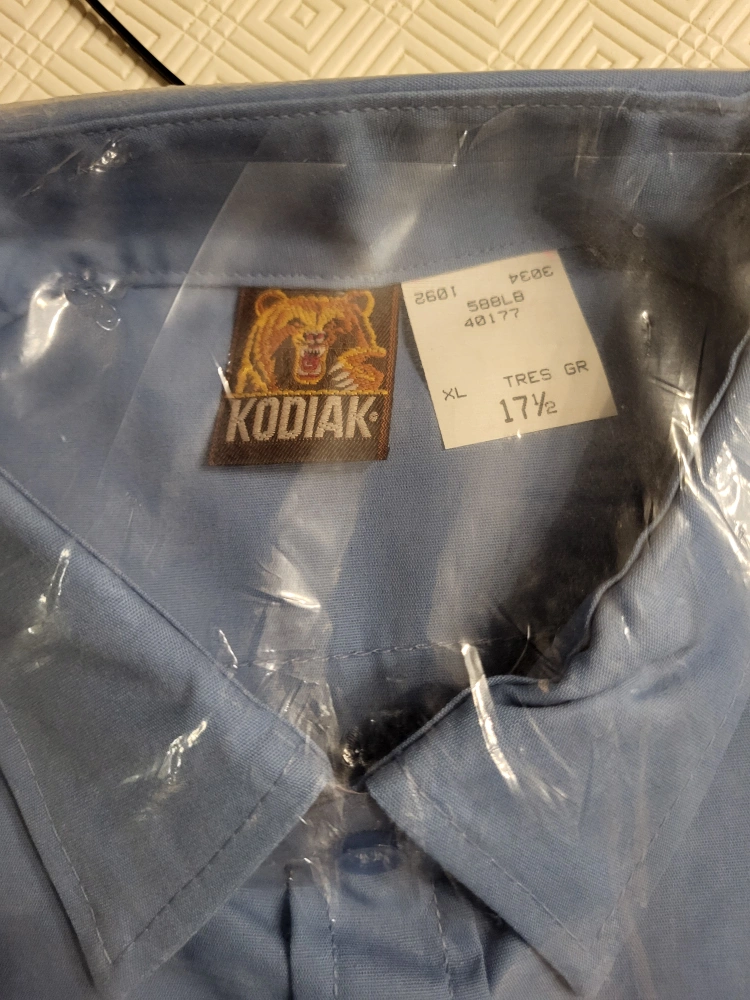 KODIAK
2601 3034
588LB
40177
XL TRES GR
17½